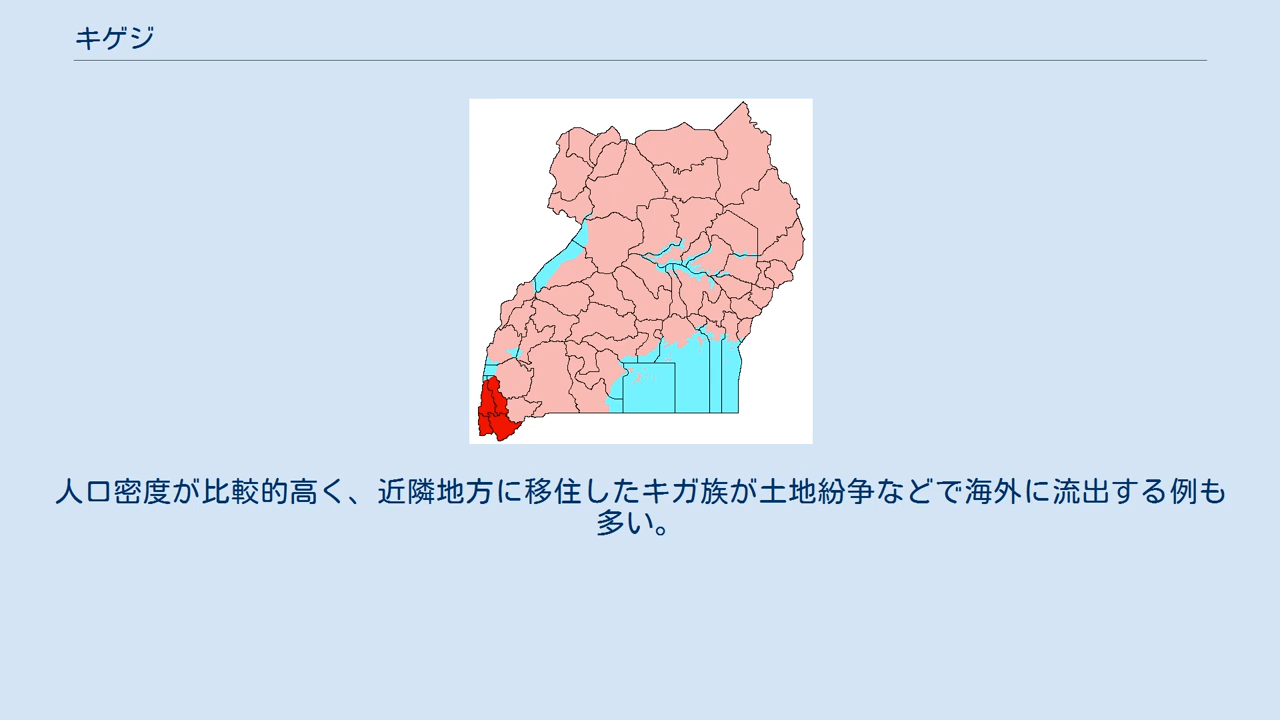 キゲジ
人口密度が比較的高く、近隣地方に移住したキガ族が土地紛争などで海外に流出する例も
多い。